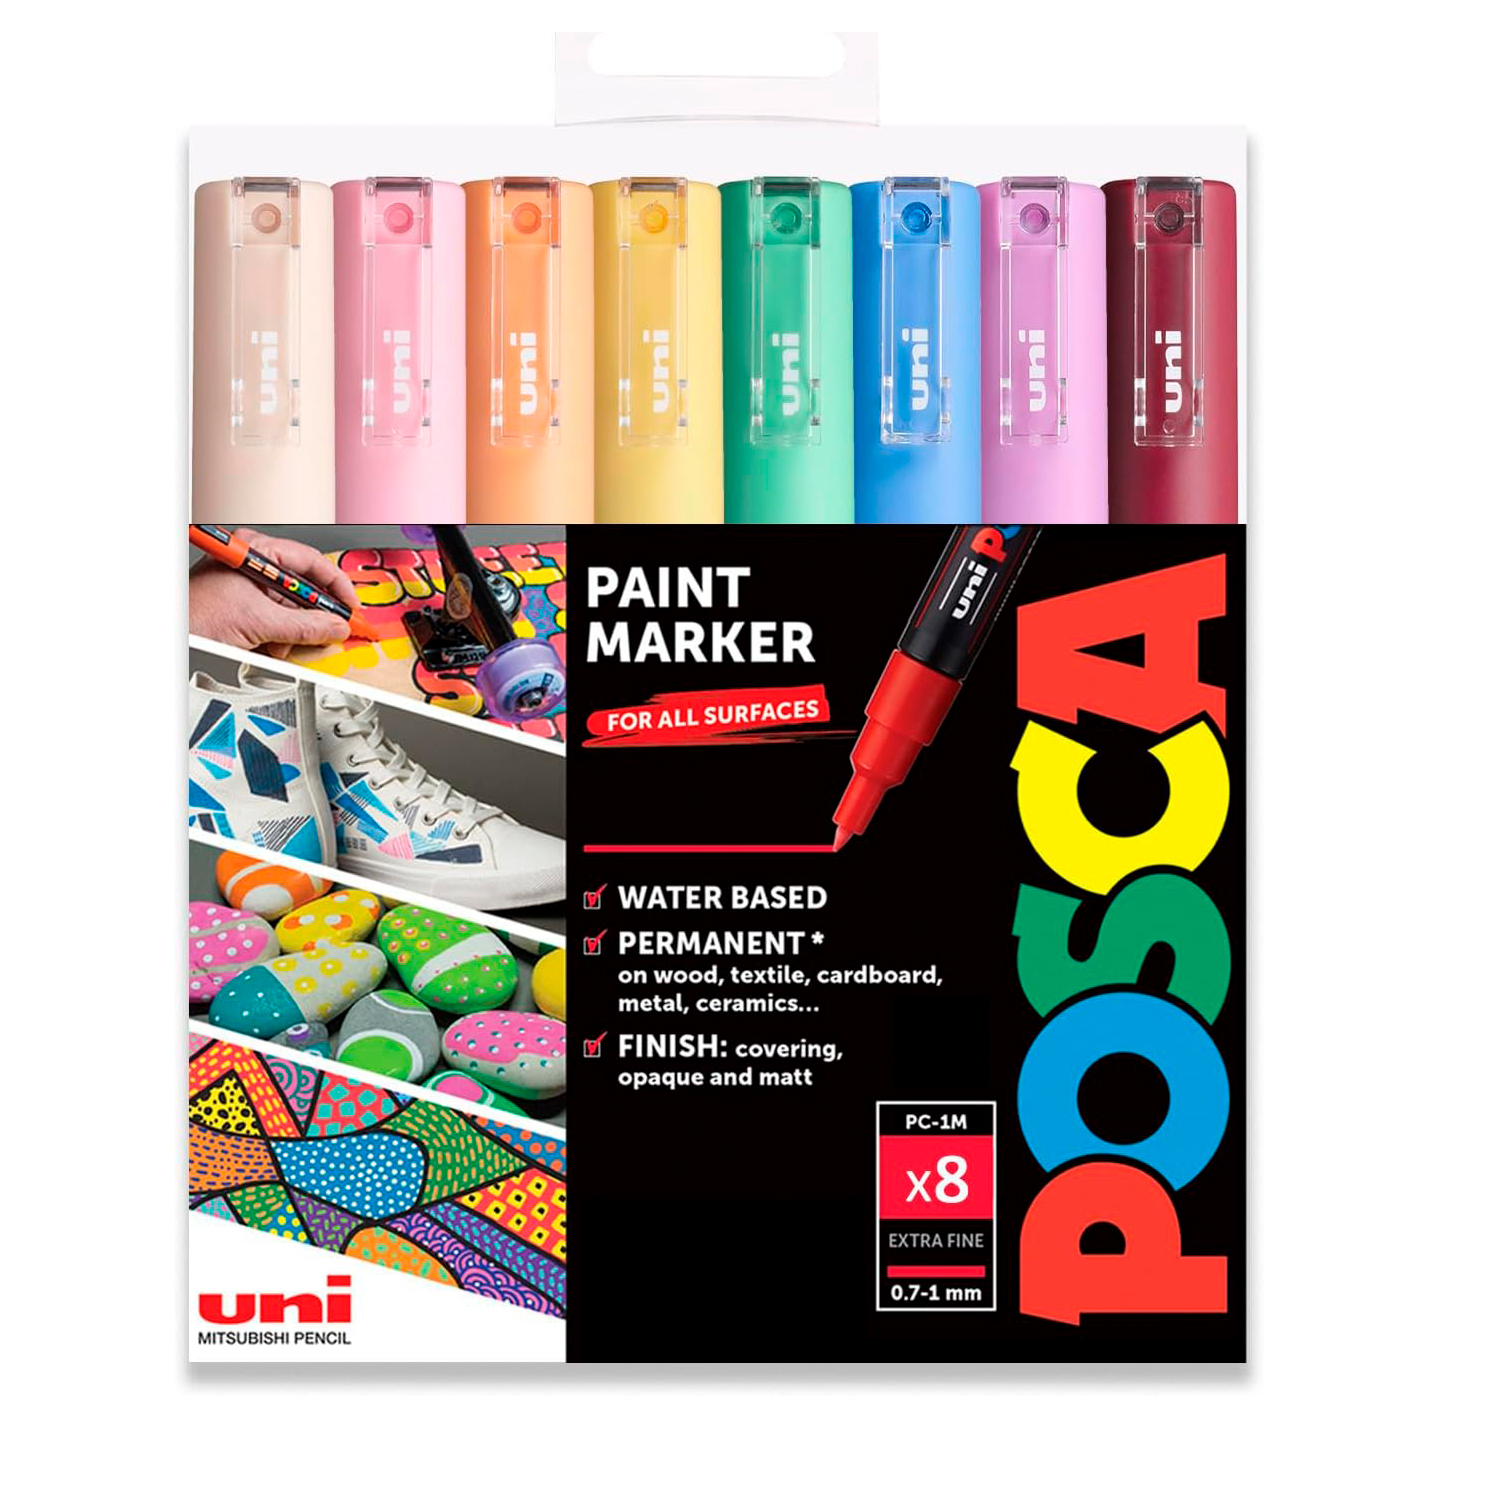 uni
uni
uni
uni
uni
uni
uni
uni
PAINT
MARKER
FOR ALL SURFACES
uni POSCA
WATER BASED
PERMANENT *
on wood, textile, cardboard,
metal, ceramics...
FINISH: covering,
opaque and matt
PC-1M
x8
EXTRA FINE
0.7-1 mm
POSCA
uni
MITSUBISHI PENCIL